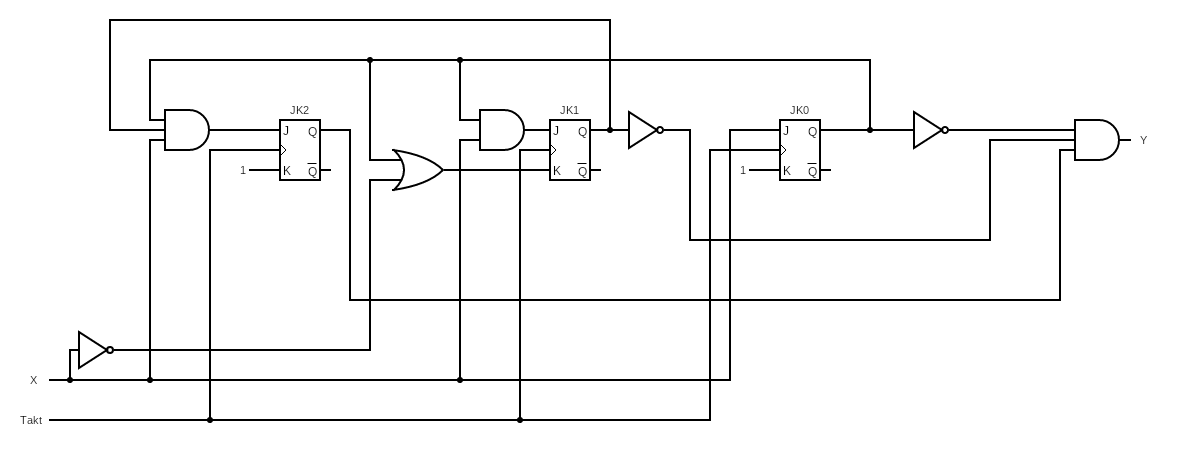 JK2 JK1 JK0
J Q J Q J Q Y
1 K Q̅ K Q̅ 1 K Q̅
X
Takt